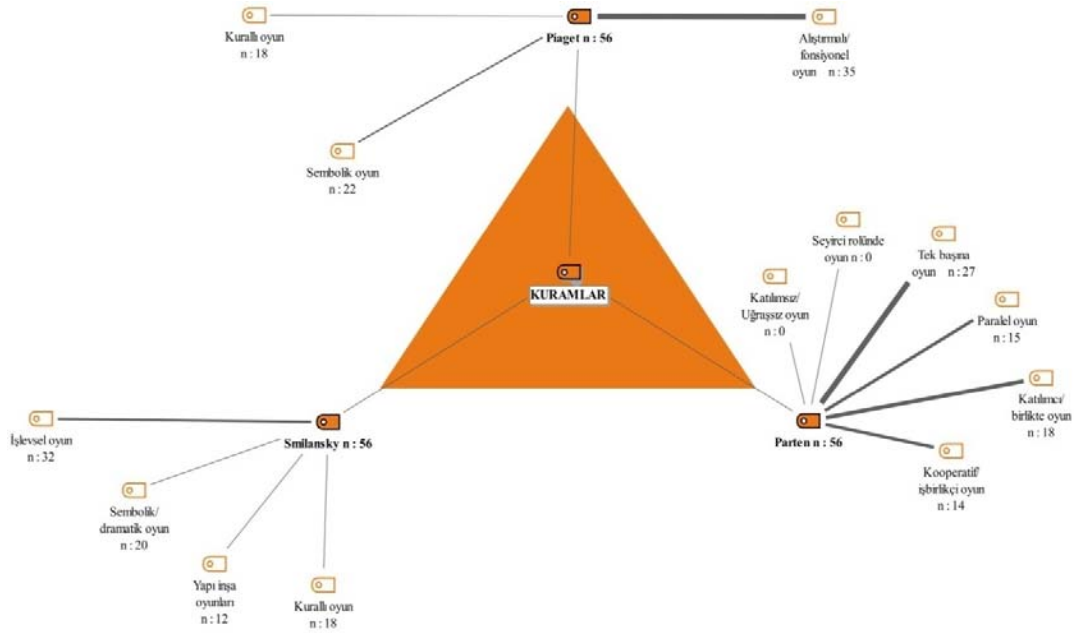 Kurallı oyun
n : 18
Piaget n : 56
Alıştırmalı/
fonsiyonel
oyun n : 35
Sembolik oyun
n : 22
KURAMLAR
Seyirci rolünde
oyun n : 0
Tek başına
oyun n : 27
Katılımsız/
Uğraşsız oyun
n : 0
Paralel oyun
n : 15
Katılımcı/
birlikte oyun
n : 18
Parten n : 56
Kooperatif/
işbirlikçi oyun
n : 14
İşlevsel oyun
n : 32
Smilansky n : 56
Sembolik/
dramatik oyun
n : 20
Yapı inşa
oyunları
n : 12
Kurallı oyun
n : 18